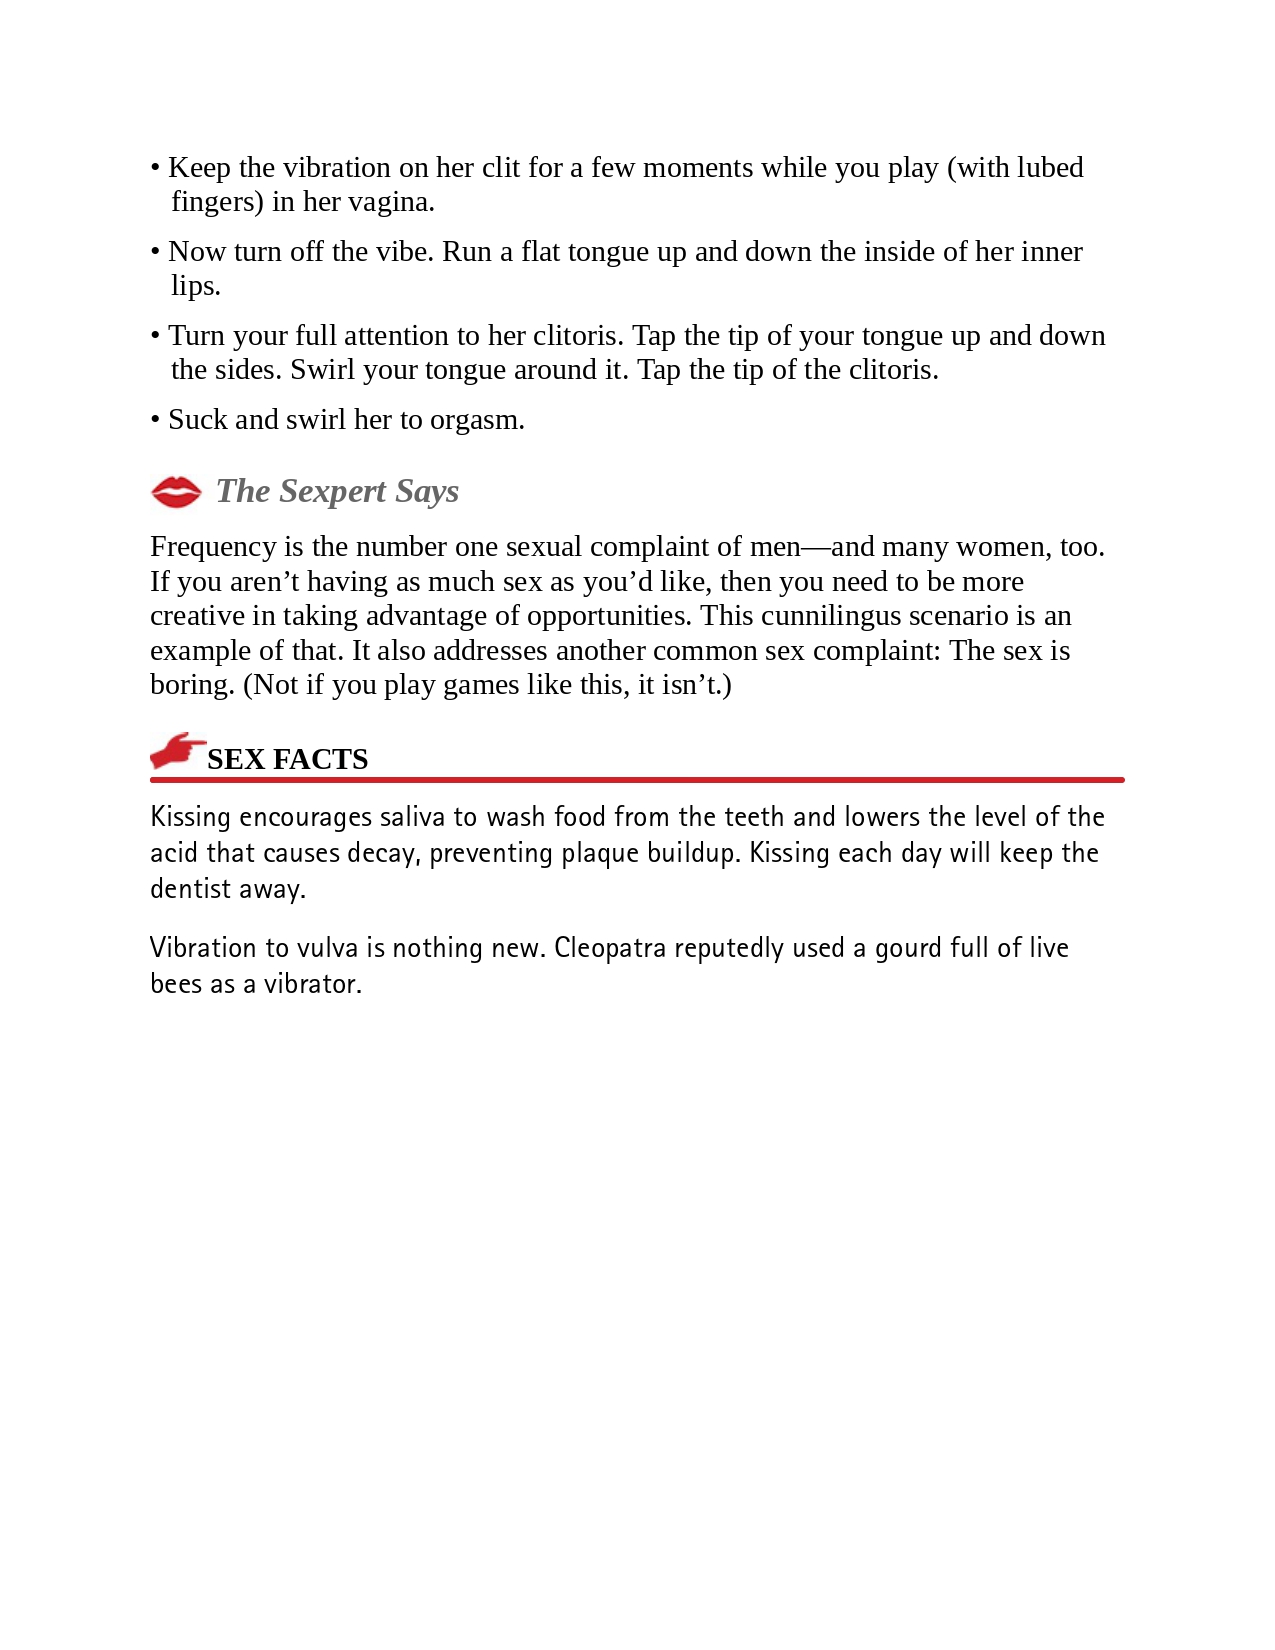 • Keep the vibration on her clit for a few moments while you play (with lubed
fingers) in her vagina.
• Now turn off the vibe. Run a flat tongue up and down the inside of her inner
lips.
• Turn your full attention to her clitoris. Tap the tip of your tongue up and down
the sides. Swirl your tongue around it. Tap the tip of the clitoris.
• Suck and swirl her to orgasm.
The Sexpert Says
Frequency is the number one sexual complaint of men—and many women, too.
If you aren’t having as much sex as you’d like, then you need to be more
creative in taking advantage of opportunities. This cunnilingus scenario is an
example of that. It also addresses another common sex complaint: The sex is
boring. (Not if you play games like this, it isn’t.)
SEX FACTS
Kissing encourages saliva to wash food from the teeth and lowers the level of the
acid that causes decay, preventing plaque buildup. Kissing each day will keep the
dentist away.
Vibration to vulva is nothing new. Cleopatra reputedly used a gourd full of live
bees as a vibrator.